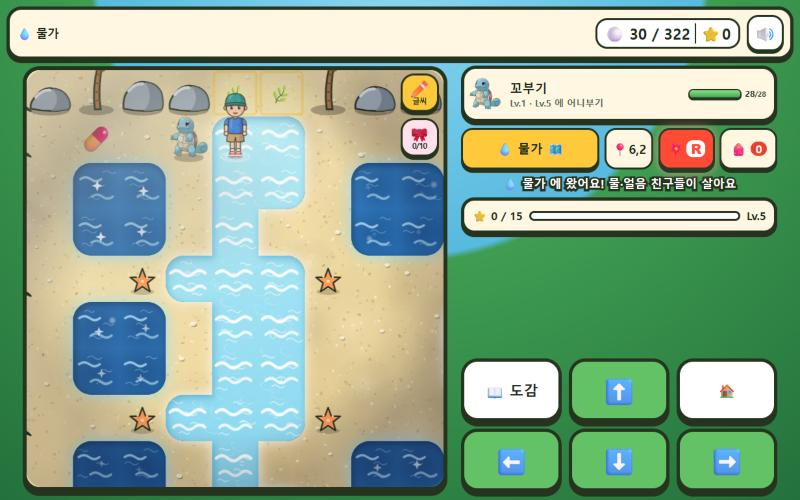 물가
30 / 322
0
글씨
0/10
꼬부기
Lv.1 · Lv.5 에 어니부기
28/28
물가
6,2
R
0
물가 에 왔어요! 물·얼음 친구들이 살아요
0 / 15
Lv.5
도감